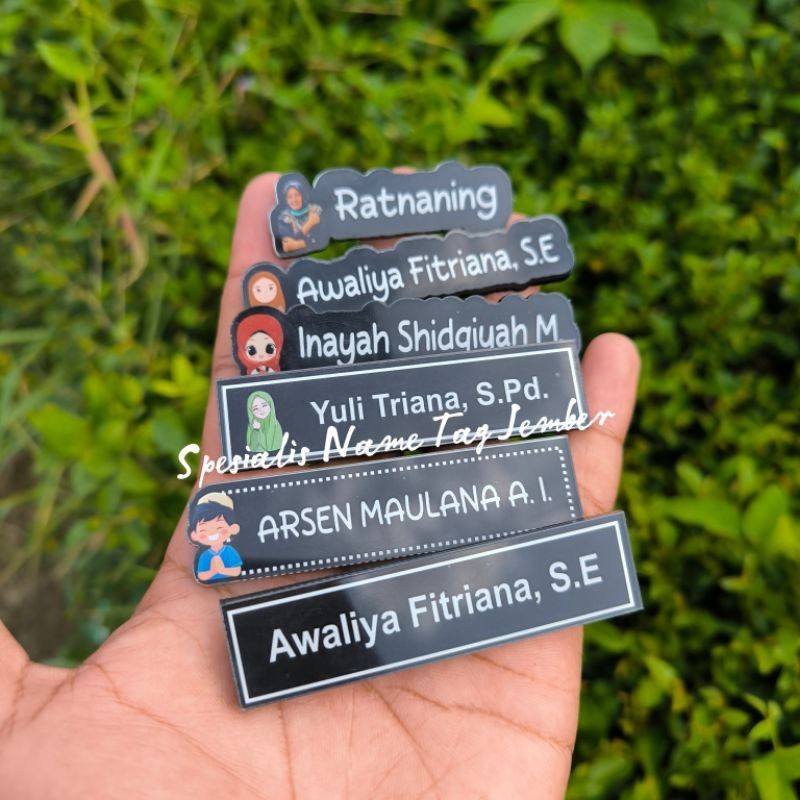 Ratnaning
Awaliya Fitriana, S.E
Inayah Shidqiyah M
Yuli Triana, S.Pd.
Spesialis Name Tag Jember
ARSEN MAULANA A. I.
Awaliya Fitriana, S.E